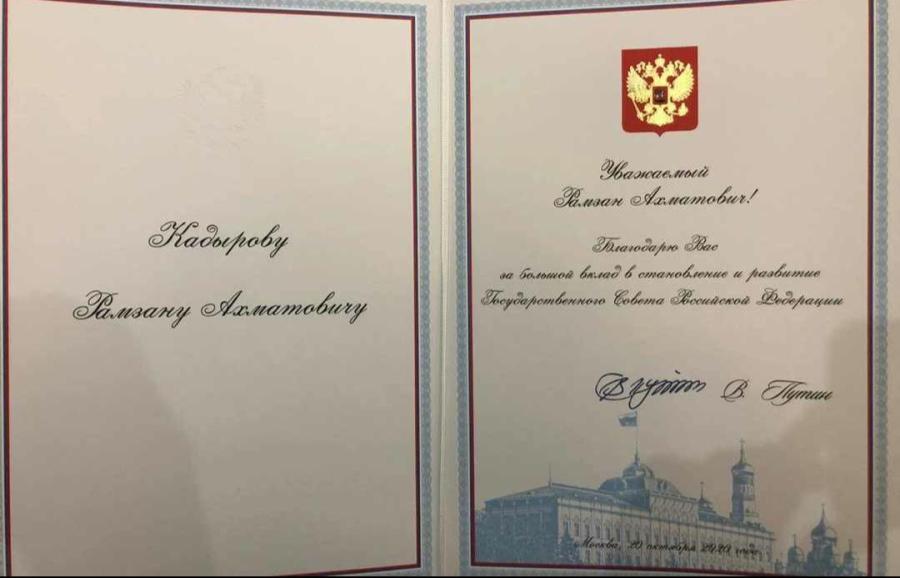 Кадырову
Рамзану Ахматовичу
Уважаемый
Рамзан Ахматович!
Благодарю Вас
за большой вклад в становление и развитие
Государственного Совета Российской Федерации
В. Путин
Москва, 20 октября 2020 года